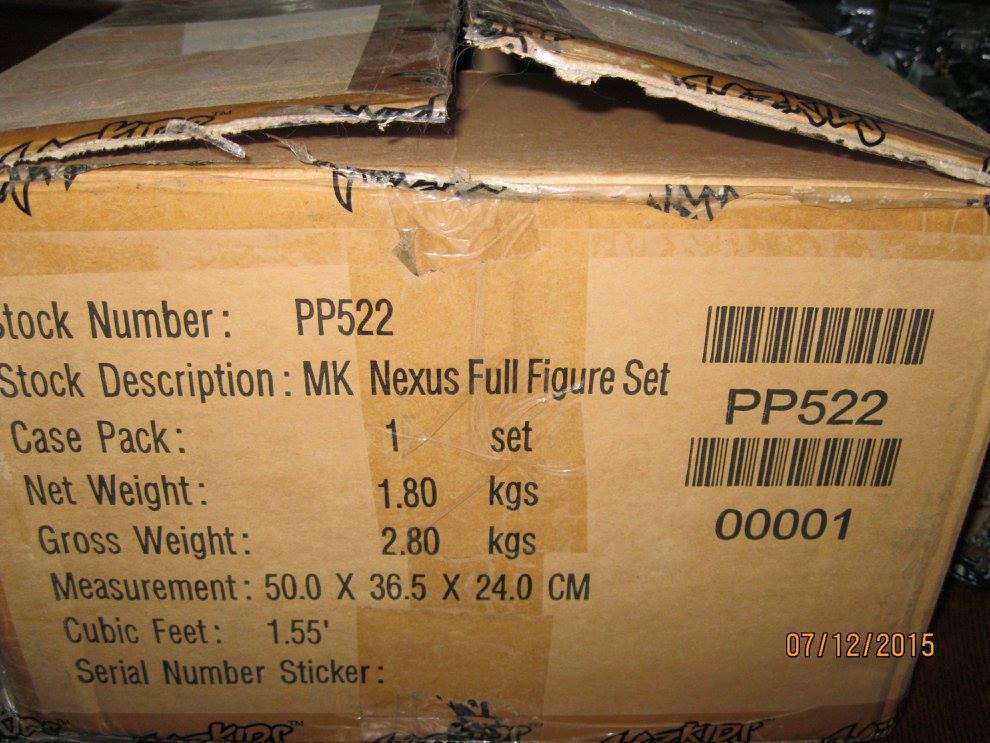 Stock Number: PP522
Stock Description: MK Nexus Full Figure Set
Case Pack: 1 set
Net Weight: 1.80 kgs
Gross Weight: 2.80 kgs
Measurement: 50.0 X 36.5 X 24.0 CM
Cubic Feet: 1.55'
Serial Number Sticker:
PP522
00001
07/12/2015